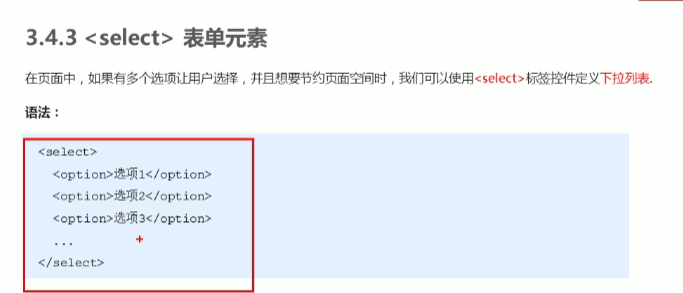 3.4.3 <select> 表单元素
在页面中，如果有多个选项让用户选择，并且想要节约页面空间时，我们可以使用<select>标签控件定义下拉列表.
语法：
<select>
<option>选项1</option>
<option>选项2</option>
<option>选项3</option>
...
</select>